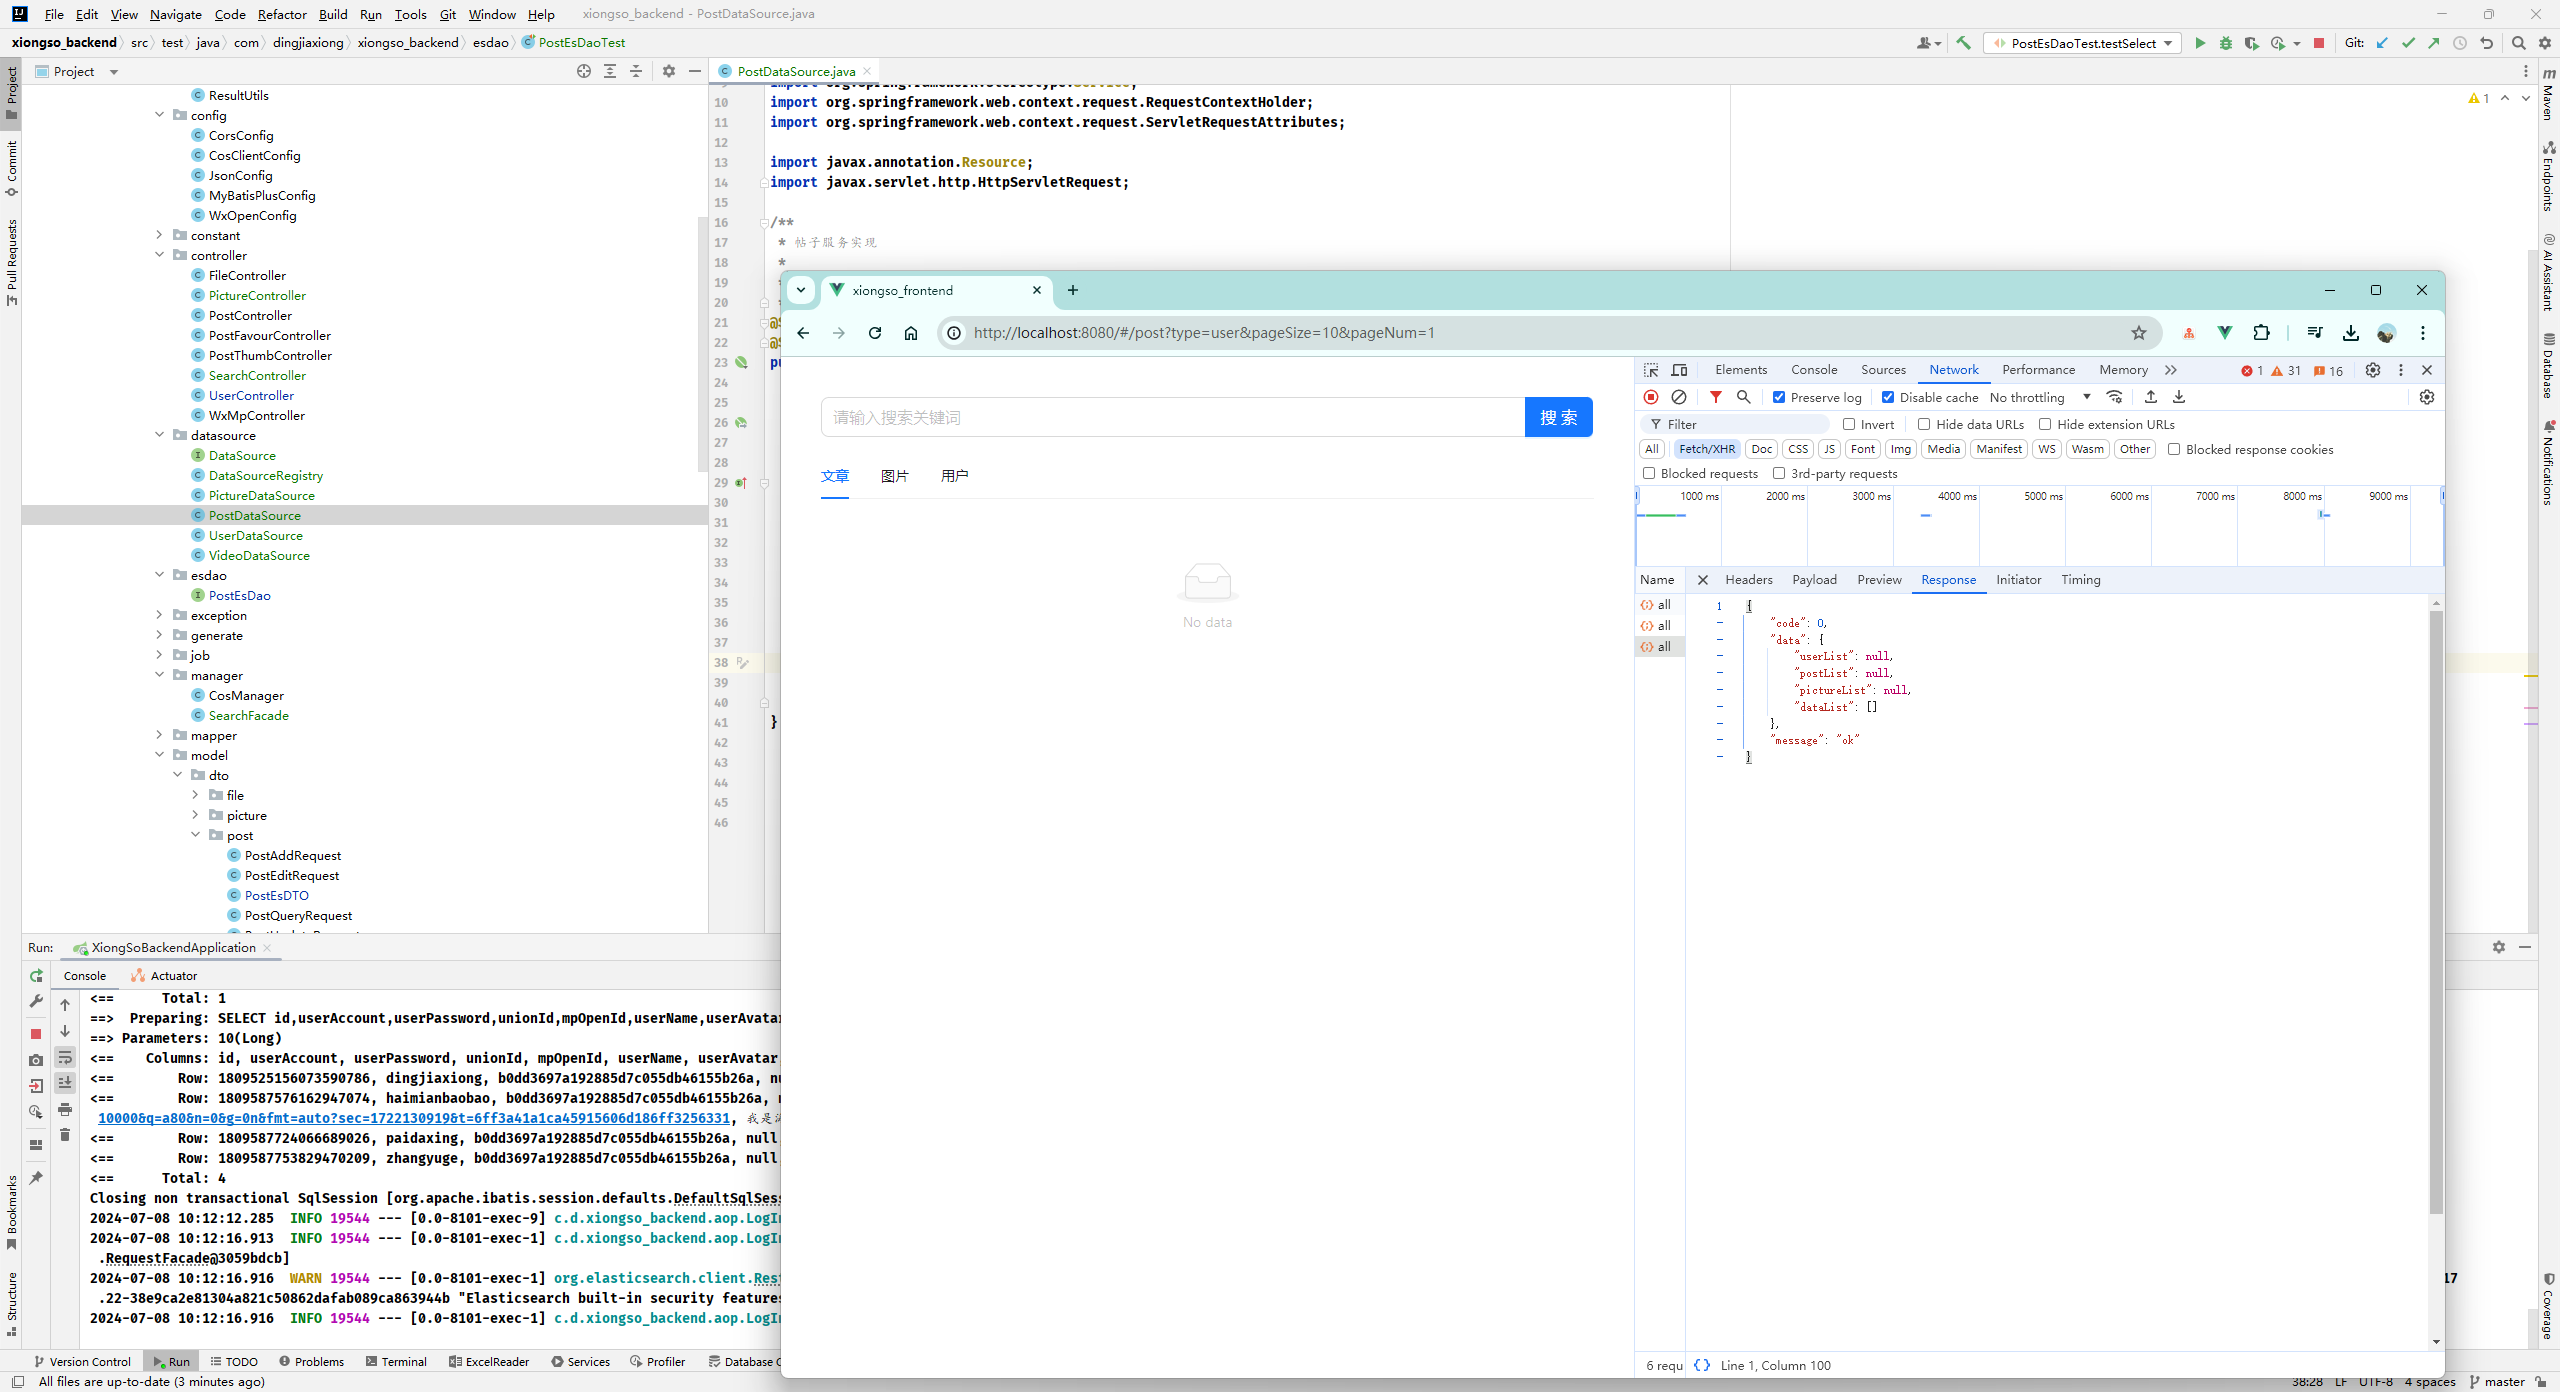 File Edit View Navigate Code Refactor Build Run Tools Git Window Help xiongso_backend - PostDataSource.java
xiongso_backend src test java com dingjiaxiong xiongso_backend esdao PostEsDaoTest
PostEsDaoTest.testSelect Git:
Project
PostDataSource.java
Project
Commit
Pull Requests
Bookmarks
Structure
ResultUtils
config
CorsConfig
CosClientConfig
JsonConfig
MyBatisPlusConfig
WxOpenConfig
constant
controller
FileController
PictureController
PostController
PostFavourController
PostThumbController
SearchController
UserController
WxMpController
datasource
DataSource
DataSourceRegistry
PictureDataSource
PostDataSource
UserDataSource
VideoDataSource
esdao
PostEsDao
exception
generate
job
manager
CosManager
SearchFacade
mapper
model
dto
file
picture
post
PostAddRequest
PostEditRequest
PostEsDTO
PostQueryRequest
10 import org.springframework.web.context.request.RequestContextHolder;
11 import org.springframework.web.context.request.ServletRequestAttributes;
12
13 import javax.annotation.Resource;
14 import javax.servlet.http.HttpServletRequest;
15
16 /**
17 * 帖子服务实现
18 *
19
20
21
22
23
24
25
26
27
28
29
30
31
32
33
34
35
36
37
38
39
40
41 }
42
43
44
45
46
1
Maven
Endpoints
AI Assistant
Database
Notifications
Coverage
xiongso_frontend
http://localhost:8080/#/post?type=user&pageSize=10&pageNum=1
请输入搜索关键词
搜 索
文章 图片 用户
No data
Elements Console Sources Network Performance Memory 1 31 16
Preserve log Disable cache No throttling
Filter Invert Hide data URLs Hide extension URLs
All Fetch/XHR Doc CSS JS Font Img Media Manifest WS Wasm Other Blocked response cookies
Blocked requests 3rd-party requests
1000 ms 2000 ms 3000 ms 4000 ms 5000 ms 6000 ms 7000 ms 8000 ms 9000 ms
Name Headers Payload Preview Response Initiator Timing
all
all
all
1 {
"code": 0,
"data": {
"userList": null,
"postList": null,
"pictureList": null,
"dataList": []
},
"message": "ok"
}
6 requ {} Line 1, Column 100
Run: XiongSoBackendApplication
Console Actuator
<== Total: 1
==> Preparing: SELECT id,userAccount,userPassword,unionId,mpOpenId,userName,userAvatar
==> Parameters: 10(Long)
<== Columns: id, userAccount, userPassword, unionId, mpOpenId, userName, userAvatar
<== Row: 1809525156073590786, dingjiaxiong, b0dd3697a192885d7c055db46155b26a,
<== Row: 1809587576162947074, haimianbaobao, b0dd3697a192885d7c055db46155b26a,
10000&q=a80&n=0&g=0n&fmt=auto?sec=1722130919&t=6ff3a41a1ca45915606d186ff3256331, 我是
<== Row: 1809587724066689026, paidaxing, b0dd3697a192885d7c055db46155b26a, null
<== Row: 1809587753829470209, zhangyuge, b0dd3697a192885d7c055db46155b26a, null
<== Total: 4
Closing non transactional SqlSession [org.apache.ibatis.session.defaults.DefaultSqlSess
2024-07-08 10:12:12.285 INFO 19544 --- [0.0-8101-exec-9] c.d.xiongso_backend.aop.LogIn
2024-07-08 10:12:16.913 INFO 19544 --- [0.0-8101-exec-1] c.d.xiongso_backend.aop.LogIn
.RequestFacade@3059bdcb]
2024-07-08 10:12:16.916 WARN 19544 --- [0.0-8101-exec-1] org.elasticsearch.client.Rest
.22-38e9ca2e81304a821c50862dafab089ca863944b "Elasticsearch built-in security features
2024-07-08 10:12:16.916 INFO 19544 --- [0.0-8101-exec-1] c.d.xiongso_backend.aop.LogIn
17
Version Control Run TODO Problems Terminal ExcelReader Services Profiler Database
All files are up-to-date (3 minutes ago)
38:28 LF UTF-8 4 spaces master